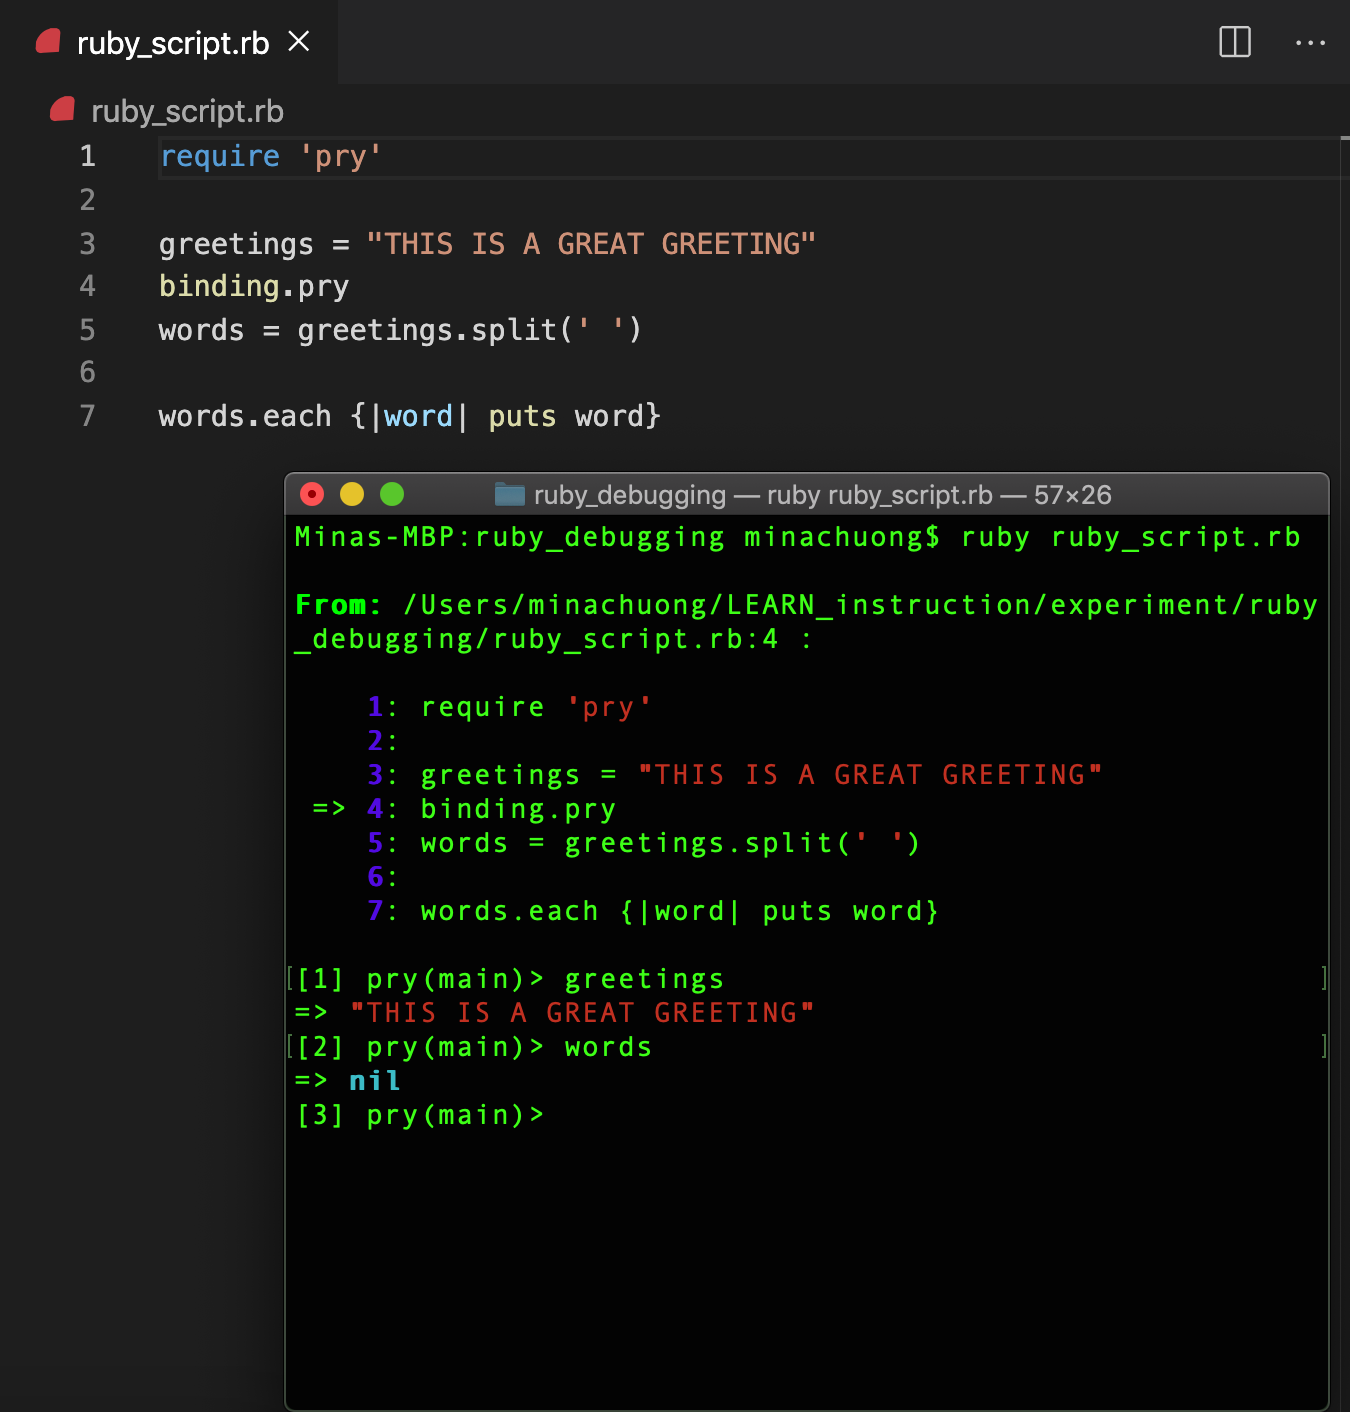 ruby_script.rb
ruby_script.rb
1 require 'pry'
2
3 greetings = "THIS IS A GREAT GREETING"
4 binding.pry
5 words = greetings.split(' ')
6
7 words.each {|word| puts word}
ruby_debugging — ruby ruby_script.rb — 57×26
Minas-MBP:ruby_debugging minachuong$ ruby ruby_script.rb
From: /Users/minachuong/LEARN_instruction/experiment/ruby
_debugging/ruby_script.rb:4 :
1: require 'pry'
2:
3: greetings = "THIS IS A GREAT GREETING"
=> 4: binding.pry
5: words = greetings.split(' ')
6:
7: words.each {|word| puts word}
[[1] pry(main)> greetings ]
=> "THIS IS A GREAT GREETING"
[[2] pry(main)> words ]
=> nil
[3] pry(main)>